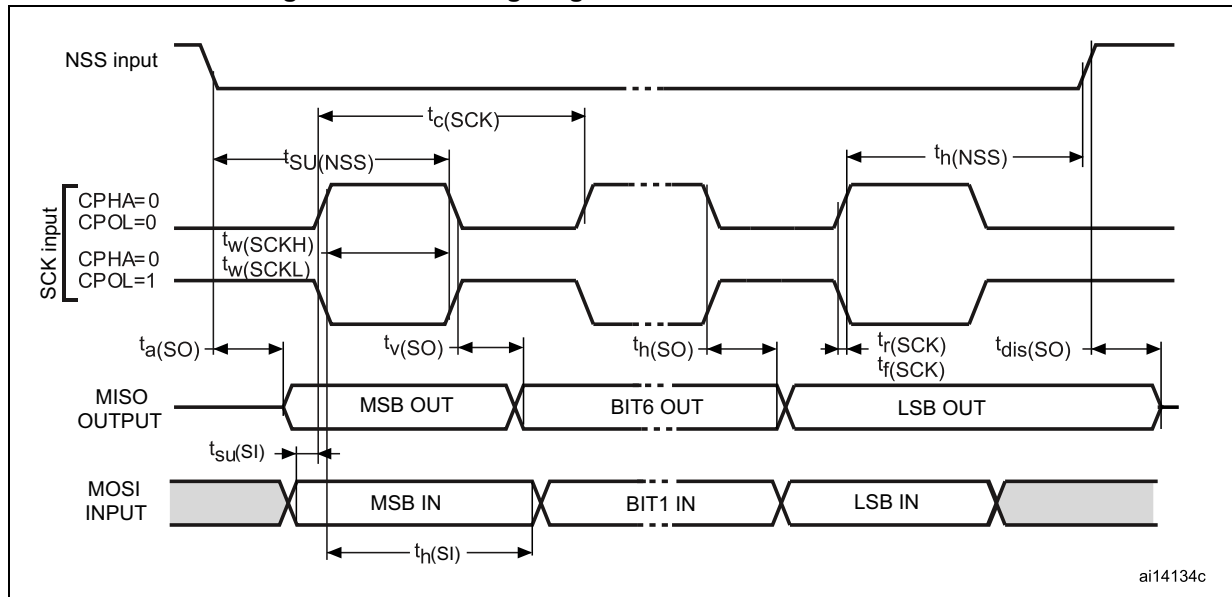 NSS input
tc(SCK)
tSU(NSS)
th(NSS)
SCK input
CPHA=0
CPOL=0
tw(SCKH)
CPHA=0
tw(SCKL)
CPOL=1
ta(SO)
tv(SO)
th(SO)
tr(SCK)
tf(SCK)
tdis(SO)
MISO
OUTPUT
MSB OUT
BIT6 OUT
LSB OUT
tsu(SI)
MOSI
INPUT
MSB IN
BIT1 IN
LSB IN
th(SI)
ai14134c